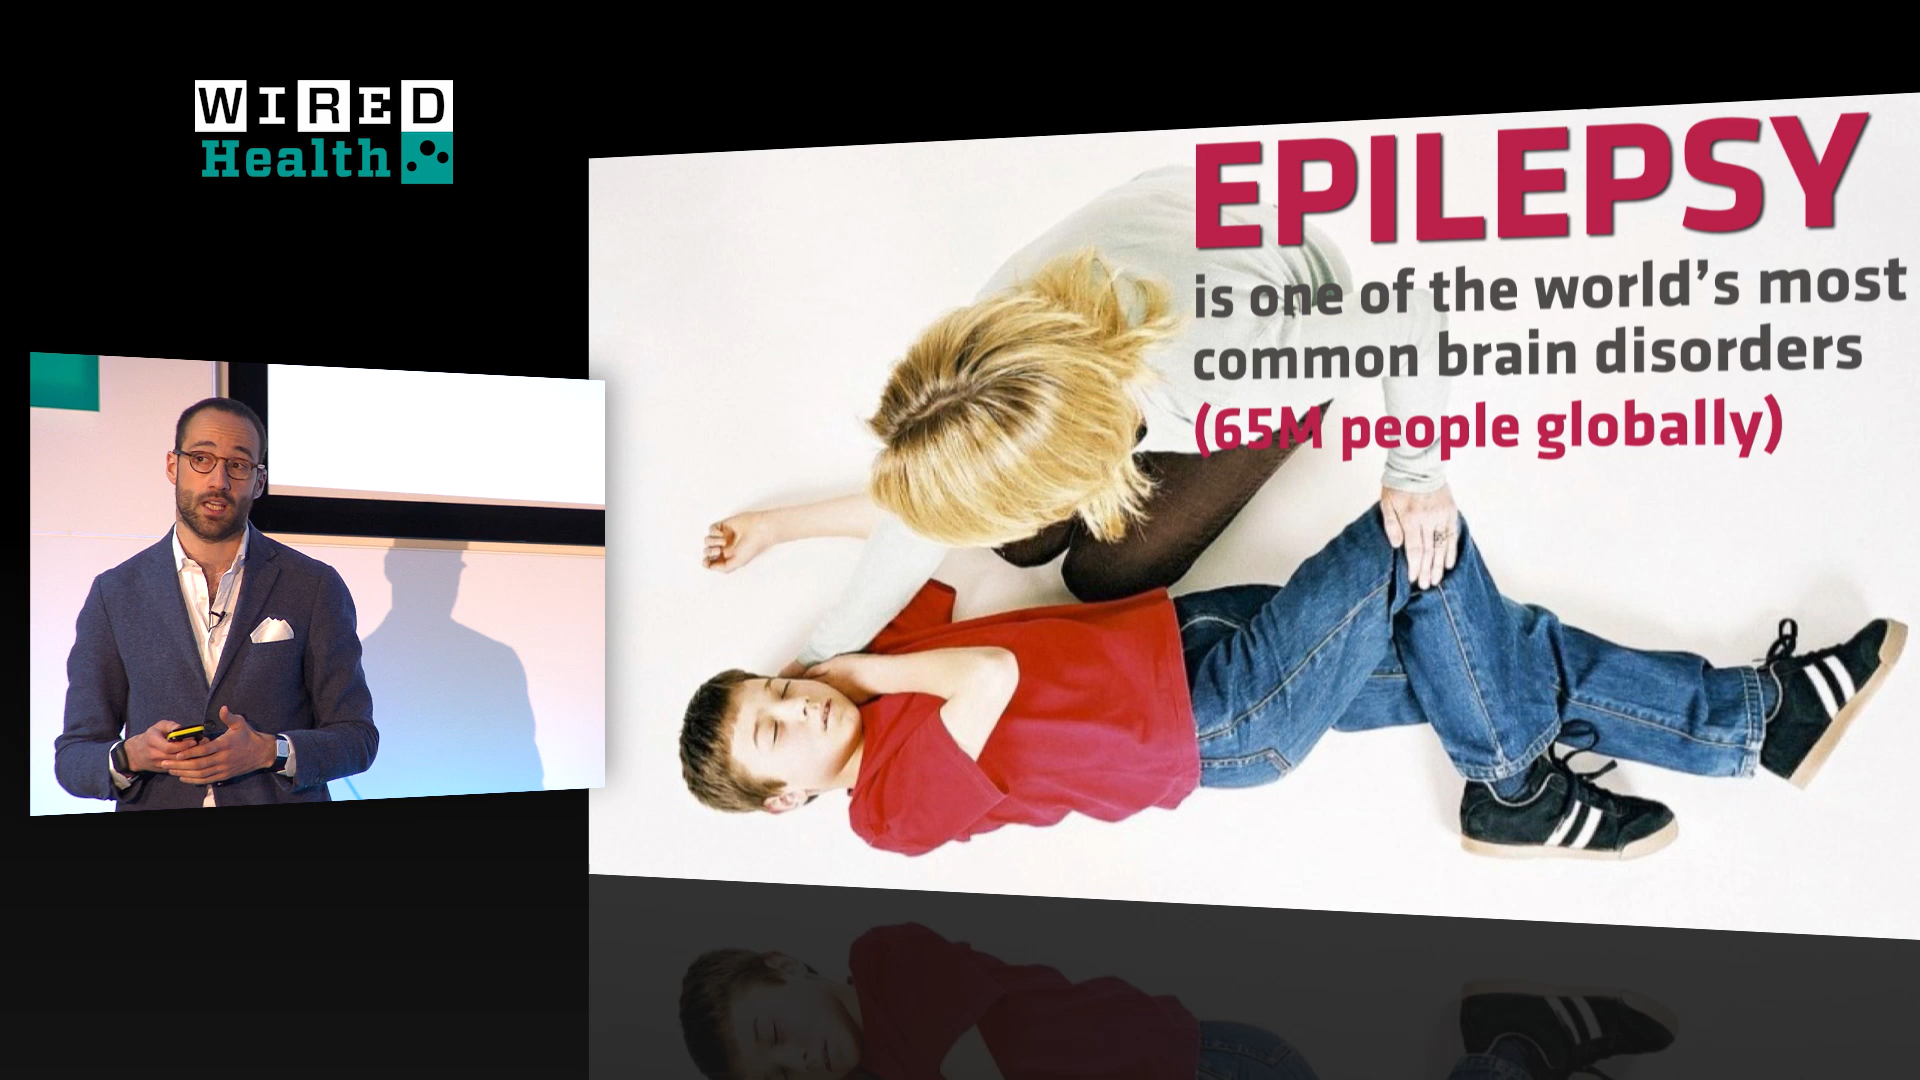 WIRED
Health
EPILEPSY
is one of the world's most
common brain disorders
(65M people globally)